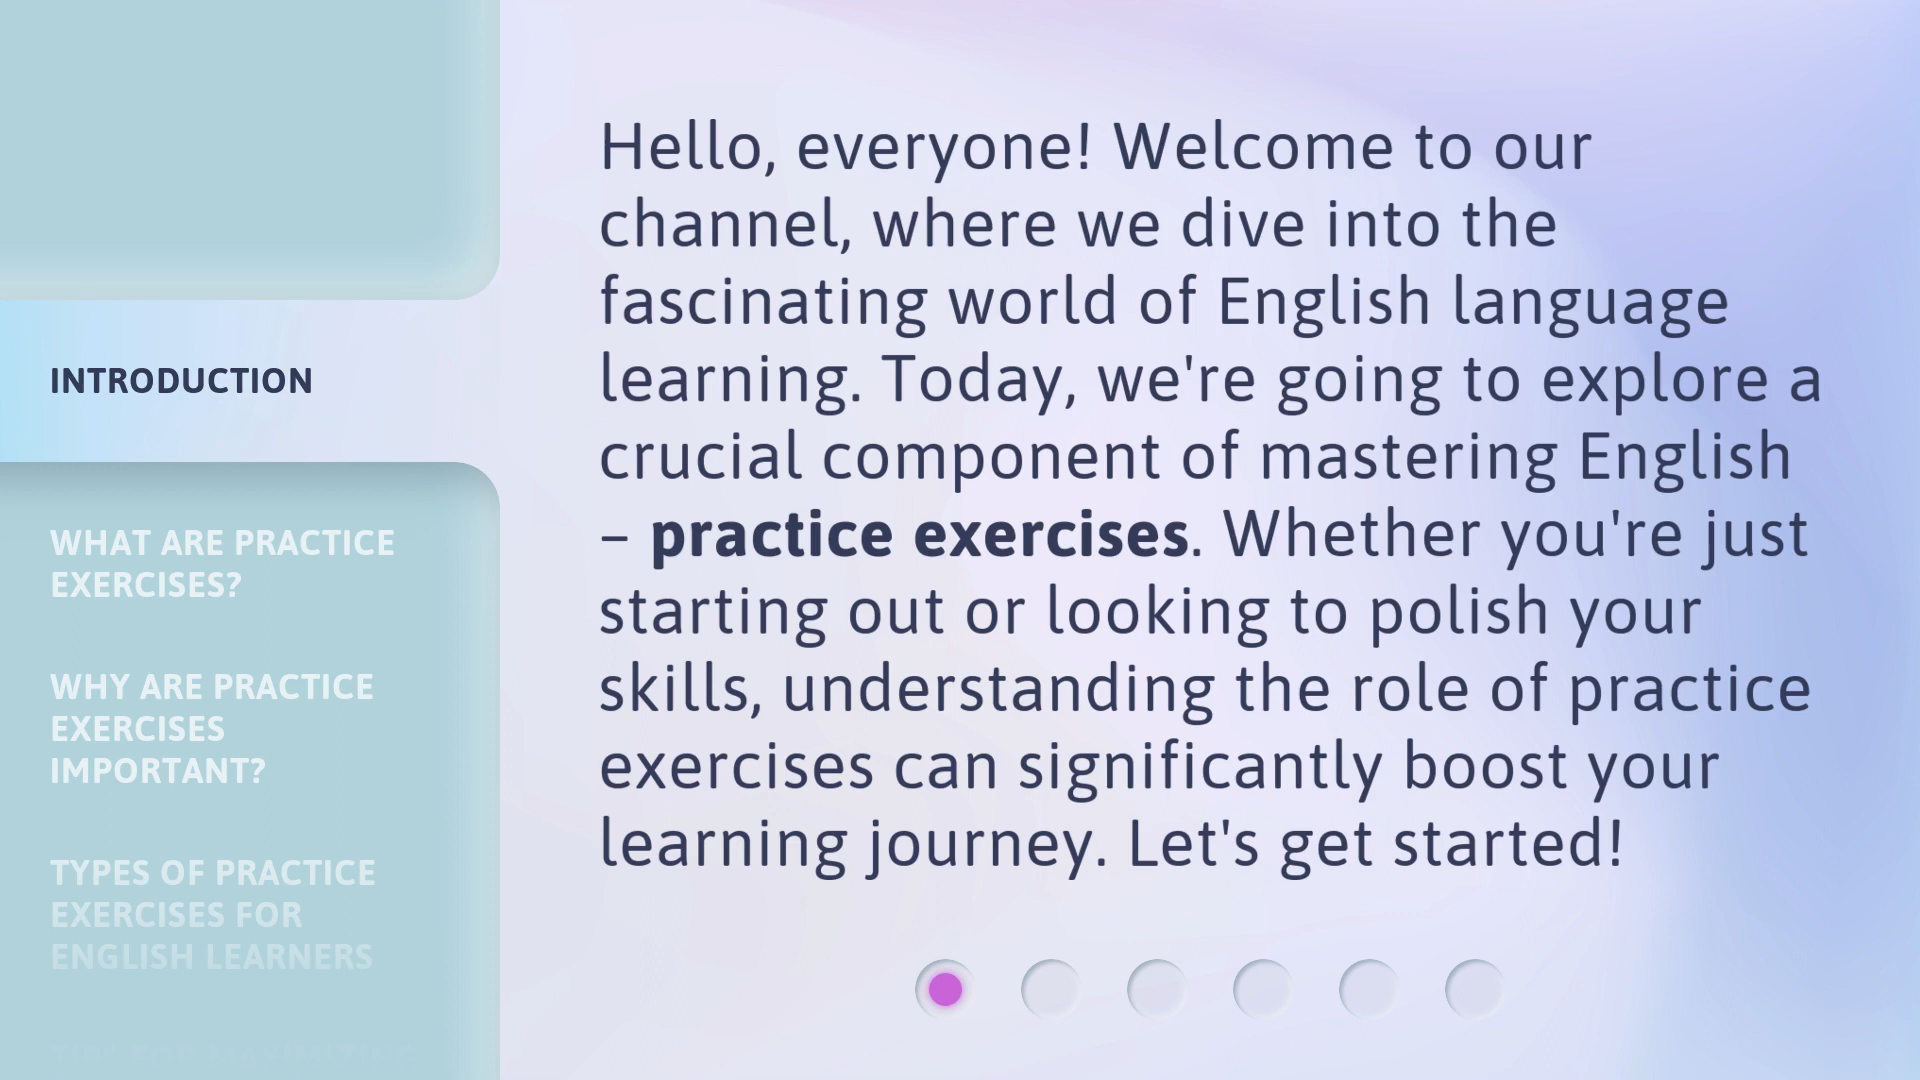 INTRODUCTION
WHAT ARE PRACTICE
EXERCISES?
WHY ARE PRACTICE
EXERCISES
IMPORTANT?
TYPES OF PRACTICE
EXERCISES FOR
ENGLISH LEARNERS
TIPS FOR MAXIMIZING
Hello, everyone! Welcome to our
channel, where we dive into the
fascinating world of English language
learning. Today, we're going to explore a
crucial component of mastering English
– practice exercises. Whether you're just
starting out or looking to polish your
skills, understanding the role of practice
exercises can significantly boost your
learning journey. Let's get started!